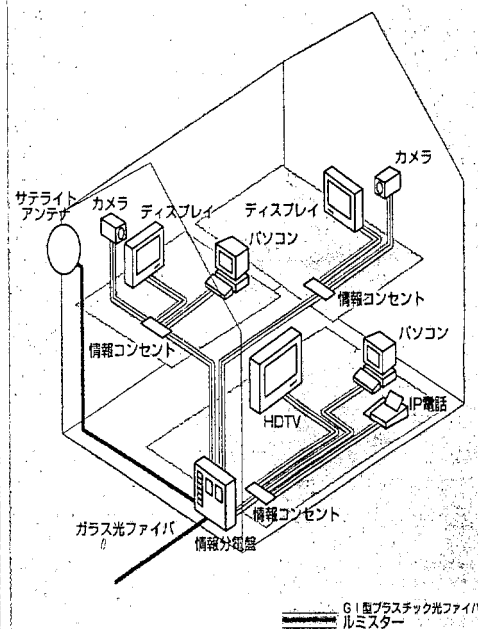 カメラ
サテライト
アンテナ
カメラ
ディスプレイ
ディスプレイ
パソコン
情報コンセント
情報コンセント
パソコン
IP電話
HDTV
情報コンセント
ガラス光ファイバ
情報分電盤
GI型プラスチック光ファイバ
ルミスター